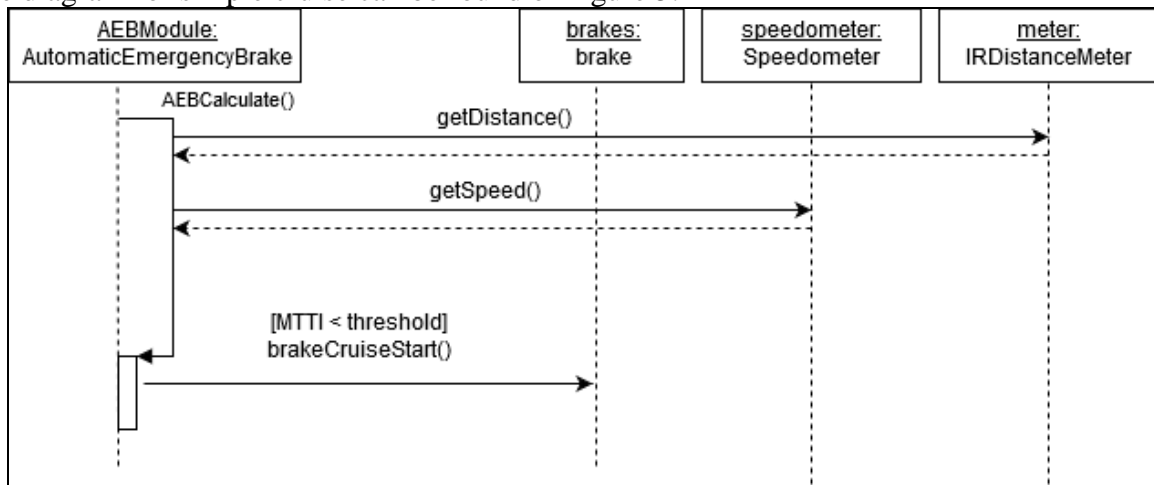 AEBModule:
AutomaticEmergencyBrake
brakes:
brake
speedometer:
Speedometer
meter:
IRDistanceMeter
AEBCalculate()
getDistance()
getSpeed()
[MTTI < threshold]
brakeCruiseStart()